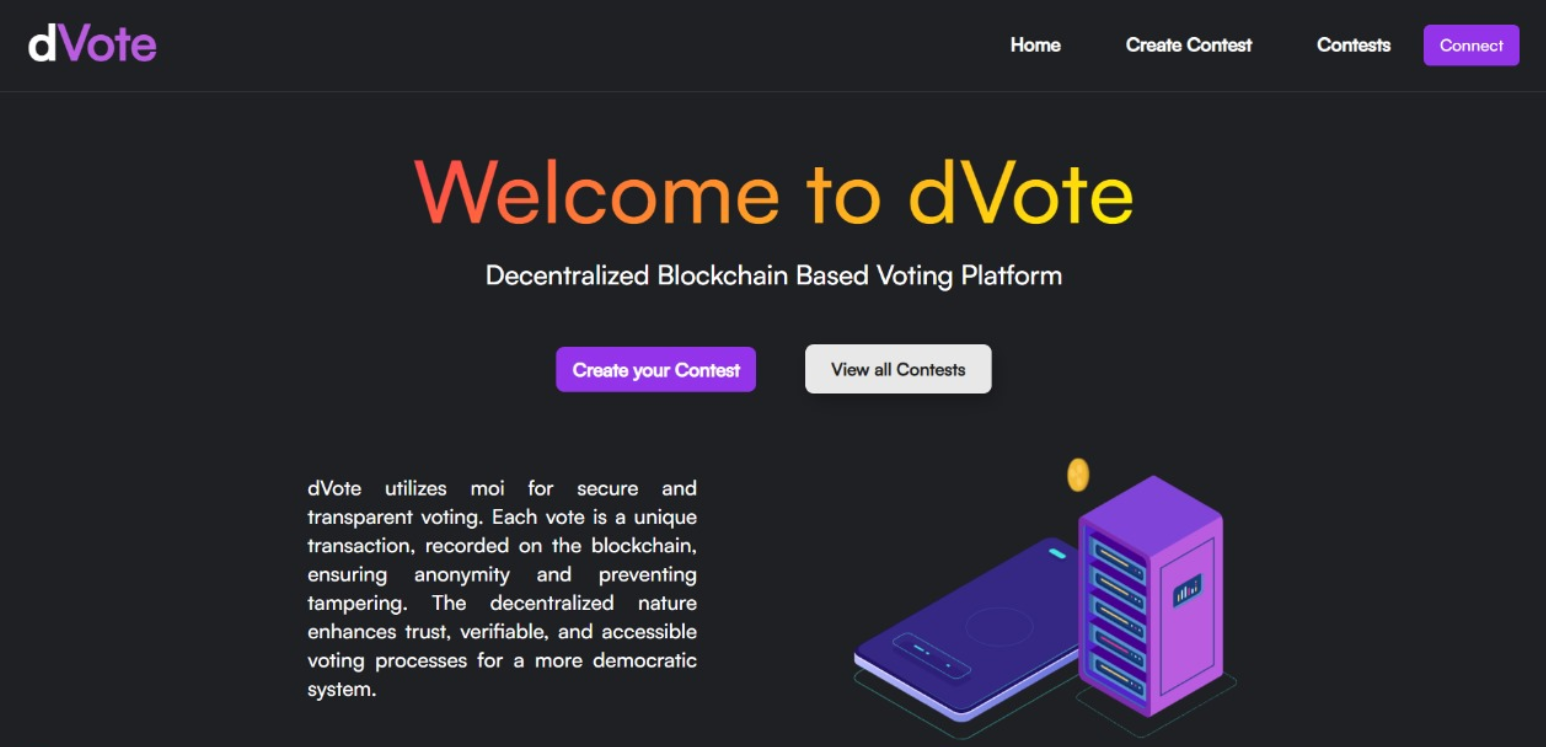 dVote
Home
Create Contest
Contests
Connect
Welcome to dVote
Decentralized Blockchain Based Voting Platform
Create your Contest
View all Contests
dVote utilizes moi for secure and
transparent voting. Each vote is a unique
transaction, recorded on the blockchain,
ensuring anonymity and preventing
tampering. The decentralized nature
enhances trust, verifiable, and accessible
voting processes for a more democratic
system.